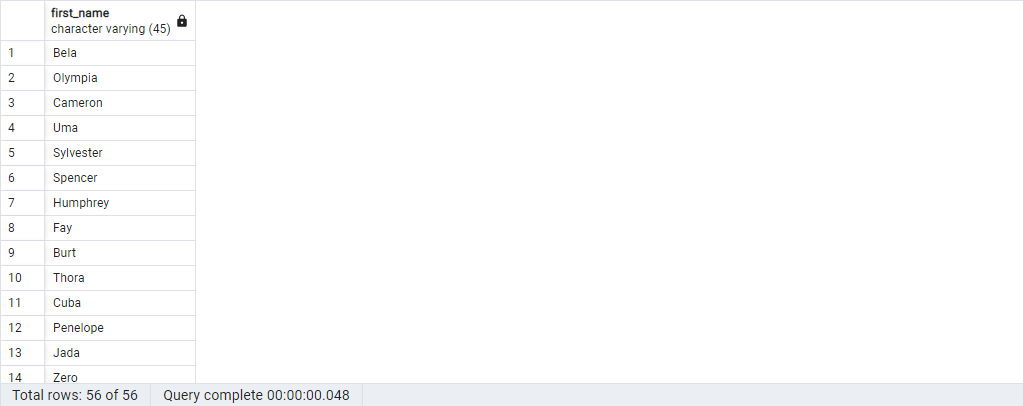 first_name
character varying (45)
1 Bela
2 Olympia
3 Cameron
4 Uma
5 Sylvester
6 Spencer
7 Humphrey
8 Fay
9 Burt
10 Thora
11 Cuba
12 Penelope
13 Jada
14 Zero
Total rows: 56 of 56 Query complete 00:00:00.048